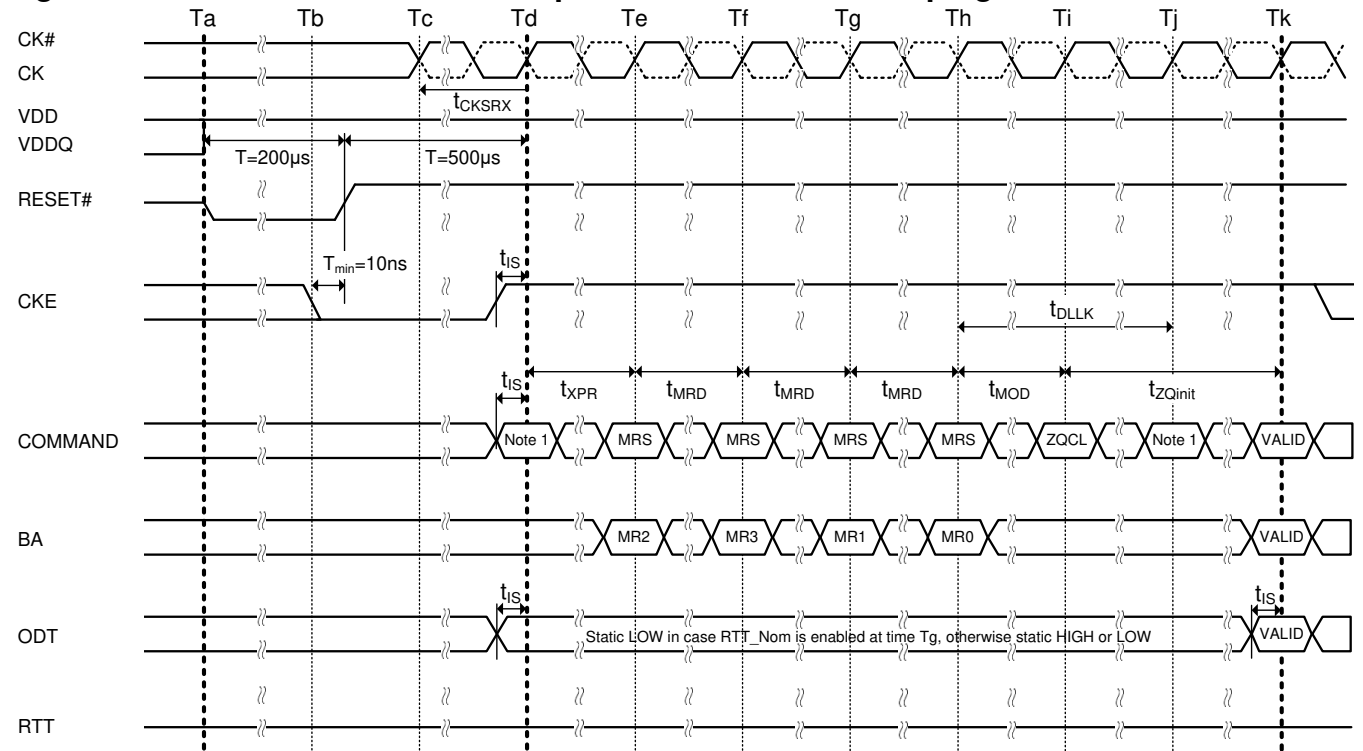 Ta Tb Tc Td Te Tf Tg Th Ti Tj Tk
CK#
CK
tCKSRX
VDD
VDDQ
T=200µs T=500µs
RESET#
Tmin=10ns tIS
CKE
tDLLK
tIS tXPR tMRD tMRD tMRD tMOD tZQinit
COMMAND Note 1 MRS MRS MRS MRS ZQCL Note 1 VALID
BA MR2 MR3 MR1 MR0 VALID
tIS tIS
ODT Static LOW in case RTT_Nom is enabled at time Tg, otherwise static HIGH or LOW VALID
RTT